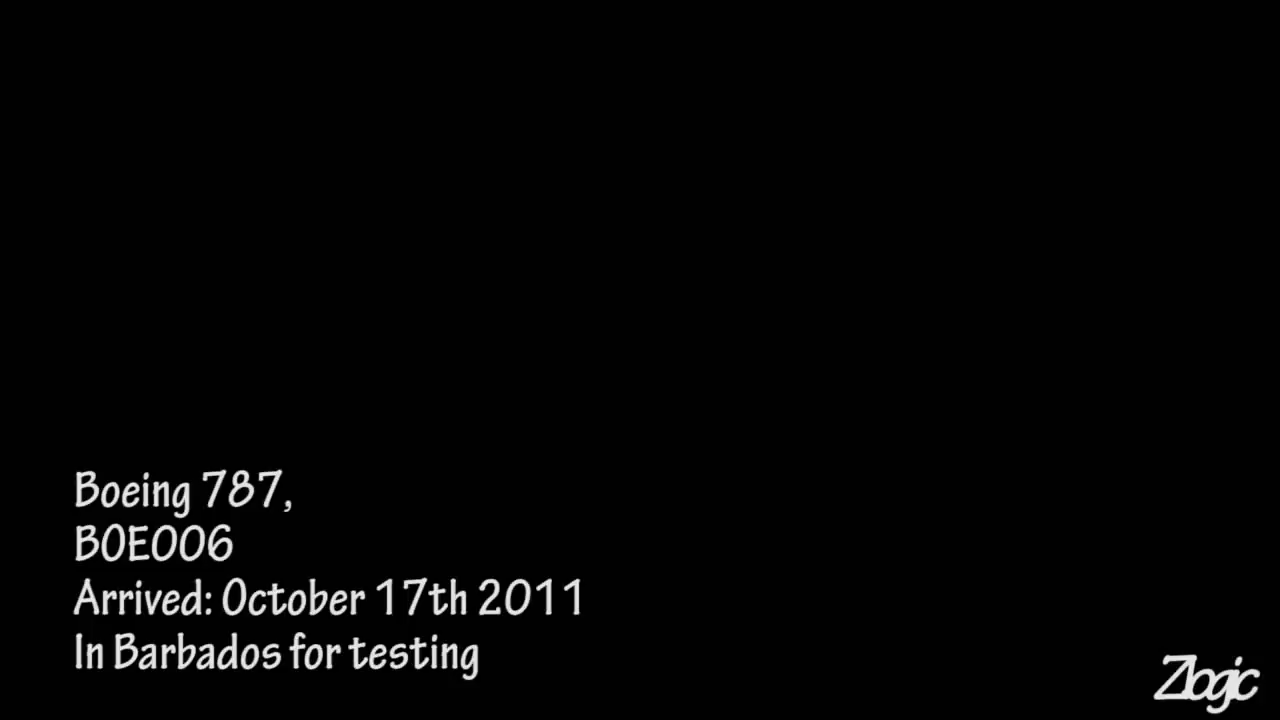 Boeing 787,
BOE006
Arrived: October 17th 2011
In Barbados for testing
Zlogic